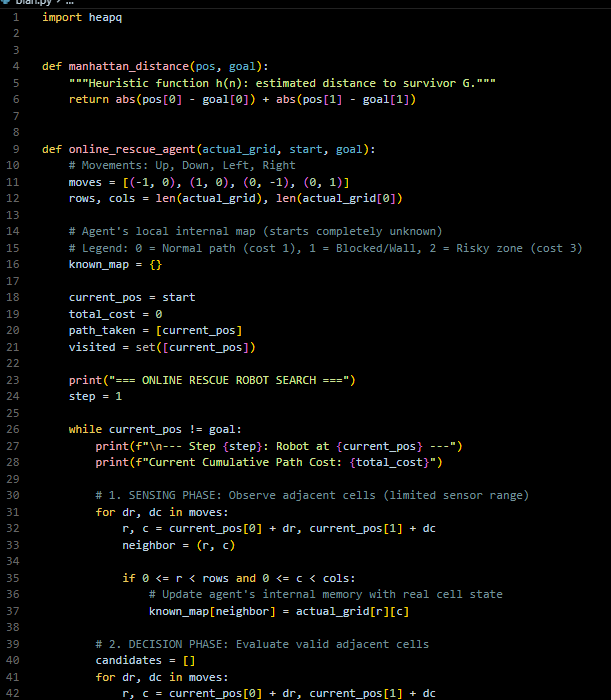 import heapq
def manhattan_distance(pos, goal):
    """Heuristic function h(n): estimated distance to survivor G."""
    return abs(pos[0] - goal[0]) + abs(pos[1] - goal[1])
def online_rescue_agent(actual_grid, start, goal):
    # Movements: Up, Down, Left, Right
    moves = [(-1, 0), (1, 0), (0, -1), (0, 1)]
    rows, cols = len(actual_grid), len(actual_grid[0])
    # Agent's local internal map (starts completely unknown)
    # Legend: 0 = Normal path (cost 1), 1 = Blocked/Wall, 2 = Risky zone (cost 3)
    known_map = {}
    current_pos = start
    total_cost = 0
    path_taken = [current_pos]
    visited = set([current_pos])
    print("=== ONLINE RESCUE ROBOT SEARCH ===")
    step = 1
    while current_pos != goal:
        print(f"\n--- Step {step}: Robot at {current_pos} ---")
        print(f"Current Cumulative Path Cost: {total_cost}")
        # 1. SENSING PHASE: Observe adjacent cells (limited sensor range)
        for dr, dc in moves:
            r, c = current_pos[0] + dr, current_pos[1] + dc
            neighbor = (r, c)
            if 0 <= r < rows and 0 <= c < cols:
                # Update agent's internal memory with real cell state
                known_map[neighbor] = actual_grid[r][c]
        # 2. DECISION PHASE: Evaluate valid adjacent cells
        candidates = []
        for dr, dc in moves:
            r, c = current_pos[0] + dr, current_pos[1] + dc